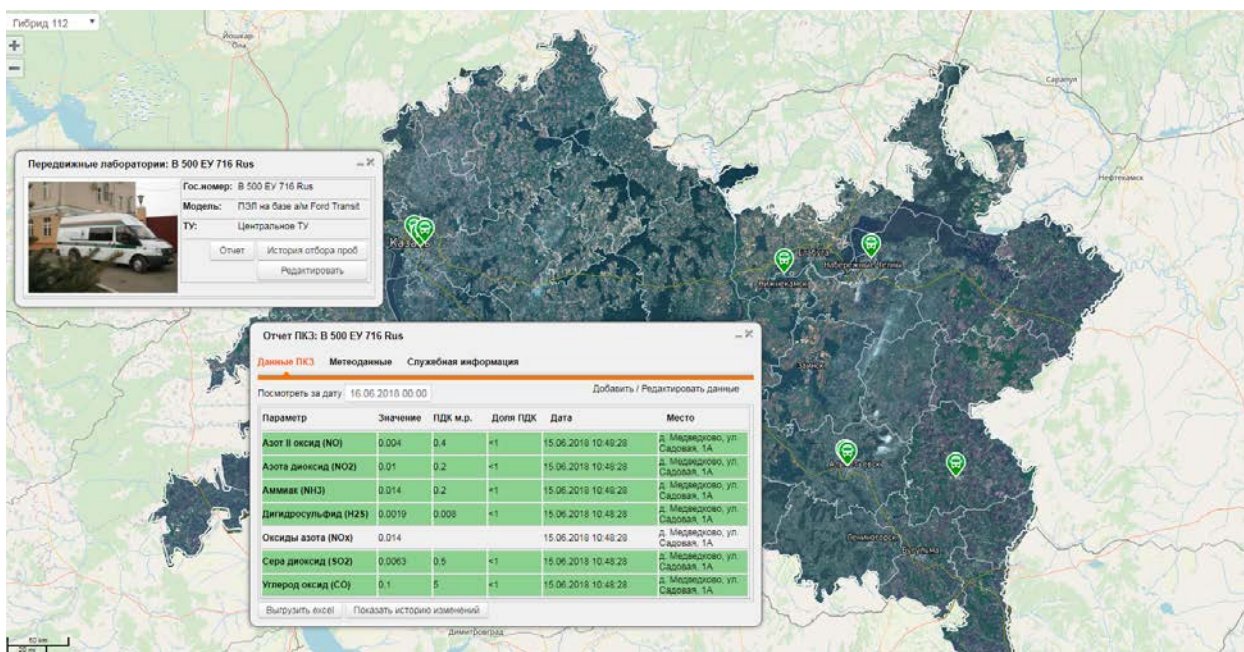 Гибрид 112
Йошкар-
Ола
Сарапул
Нефтекамск
Казань
Елабуга
Набережные Челны
Нижнекамск
Заинск
Альметьевск
Лениногорск
Бугульма
Димитровград
Передвижные лаборатории: В 500 ЕУ 716 Rus
Гос.номер: В 500 ЕУ 716 Rus
Модель: ПЭЛ на базе а/м Ford Transit
ТУ: Центральное ТУ
Отчет История отбора проб
Редактировать
Отчет ПКЗ: В 500 ЕУ 716 Rus
Данные ПКЗ Метеоданные Служебная информация
Посмотреть за дату 16.06.2018 00:00 Добавить / Редактировать данные
Параметр Значение ПДК м.р. Доля ПДК Дата Место
Азот II оксид (NO) 0.004 0.4 <1 15.06.2018 10:48:28 д. Медведково, ул.
Садовая, 1А
Азота диоксид (NO2) 0.01 0.2 <1 15.06.2018 10:48:28 д. Медведково, ул.
Садовая, 1А
Аммиак (NH3) 0.014 0.2 <1 15.06.2018 10:48:28 д. Медведково, ул.
Садовая, 1А
Дигидросульфид (H2S) 0.0019 0.008 <1 15.06.2018 10:48:28 д. Медведково, ул.
Садовая, 1А
Оксиды азота (NOx) 0.014 15.06.2018 10:48:28 д. Медведково, ул.
Садовая, 1А
Сера диоксид (SO2) 0.0063 0.5 <1 15.06.2018 10:48:28 д. Медведково, ул.
Садовая, 1А
Углерод оксид (CO) 0.1 5 <1 15.06.2018 10:48:28 д. Медведково, ул.
Садовая, 1А
Выгрузить excel Показать историю изменений
50 km
20 mi